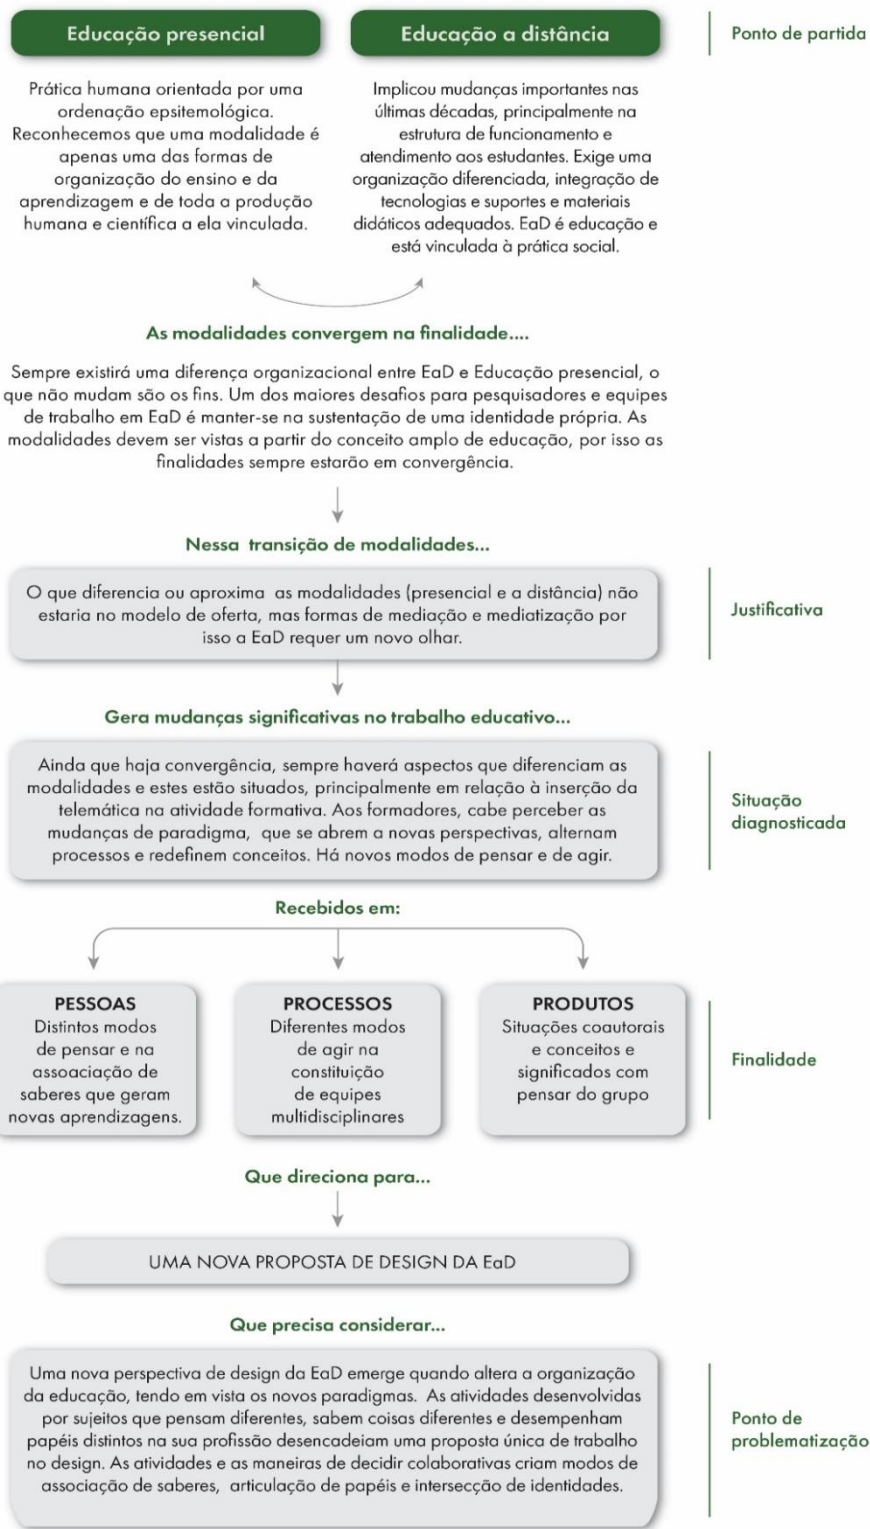 Educação presencial
Educação a distância
Ponto de partida
Prática humana orientada por uma
ordenação epsitemológica.
Reconhecemos que uma modalidade é
apenas uma das formas de
organização do ensino e da
aprendizagem e de toda a produção
humana e científica a ela vinculada.
Implicou mudanças importantes nas
últimas décadas, principalmente na
estrutura de funcionamento e
atendimento aos estudantes. Exige uma
organização diferenciada, integração de
tecnologias e suportes e materiais
didáticos adequados. EaD é educação e
está vinculada à prática social.
As modalidades convergem na finalidade....
Sempre existirá uma diferença organizacional entre EaD e Educação presencial, o
que não mudam são os fins. Um dos maiores desafios para pesquisadores e equipes
de trabalho em EaD é manter-se na sustentação de uma identidade própria. As
modalidades devem ser vistas a partir do conceito amplo de educação, por isso as
finalidades sempre estarão em convergência.
Nessa transição de modalidades...
O que diferencia ou aproxima as modalidades (presencial e a distância) não
estaria no modelo de oferta, mas formas de mediação e mediatização por
isso a EaD requer um novo olhar.
Justificativa
Gera mudanças significativas no trabalho educativo...
Ainda que haja convergência, sempre haverá aspectos que diferenciam as
modalidades e estes estão situados, principalmente em relação à inserção da
telemática na atividade formativa. Aos formadores, cabe perceber as
mudanças de paradigma, que se abrem a novas perspectivas, alternam
processos e redefinem conceitos. Há novos modos de pensar e de agir.
Situação
diagnosticada
Recebidos em:
PESSOAS
Distintos modos
de pensar e na
assoaciação de
saberes que geram
novas aprendizagens.
PROCESSOS
Diferentes modos
de agir na
constituição
de equipes
multidisciplinares
PRODUTOS
Situações coautorais
e conceitos e
significados com
pensar do grupo
Finalidade
Que direciona para...
UMA NOVA PROPOSTA DE DESIGN DA EaD
Que precisa considerar...
Uma nova perspectiva de design da EaD emerge quando altera a organização
da educação, tendo em vista os novos paradigmas. As atividades desenvolvidas
por sujeitos que pensam diferentes, sabem coisas diferentes e desempenham
papéis distintos na sua profissão desencadeiam uma proposta única de trabalho
no design. As atividades e as maneiras de decidir colaborativas criam modos de
associação de saberes, articulação de papéis e intersecção de identidades.
Ponto de
problematização